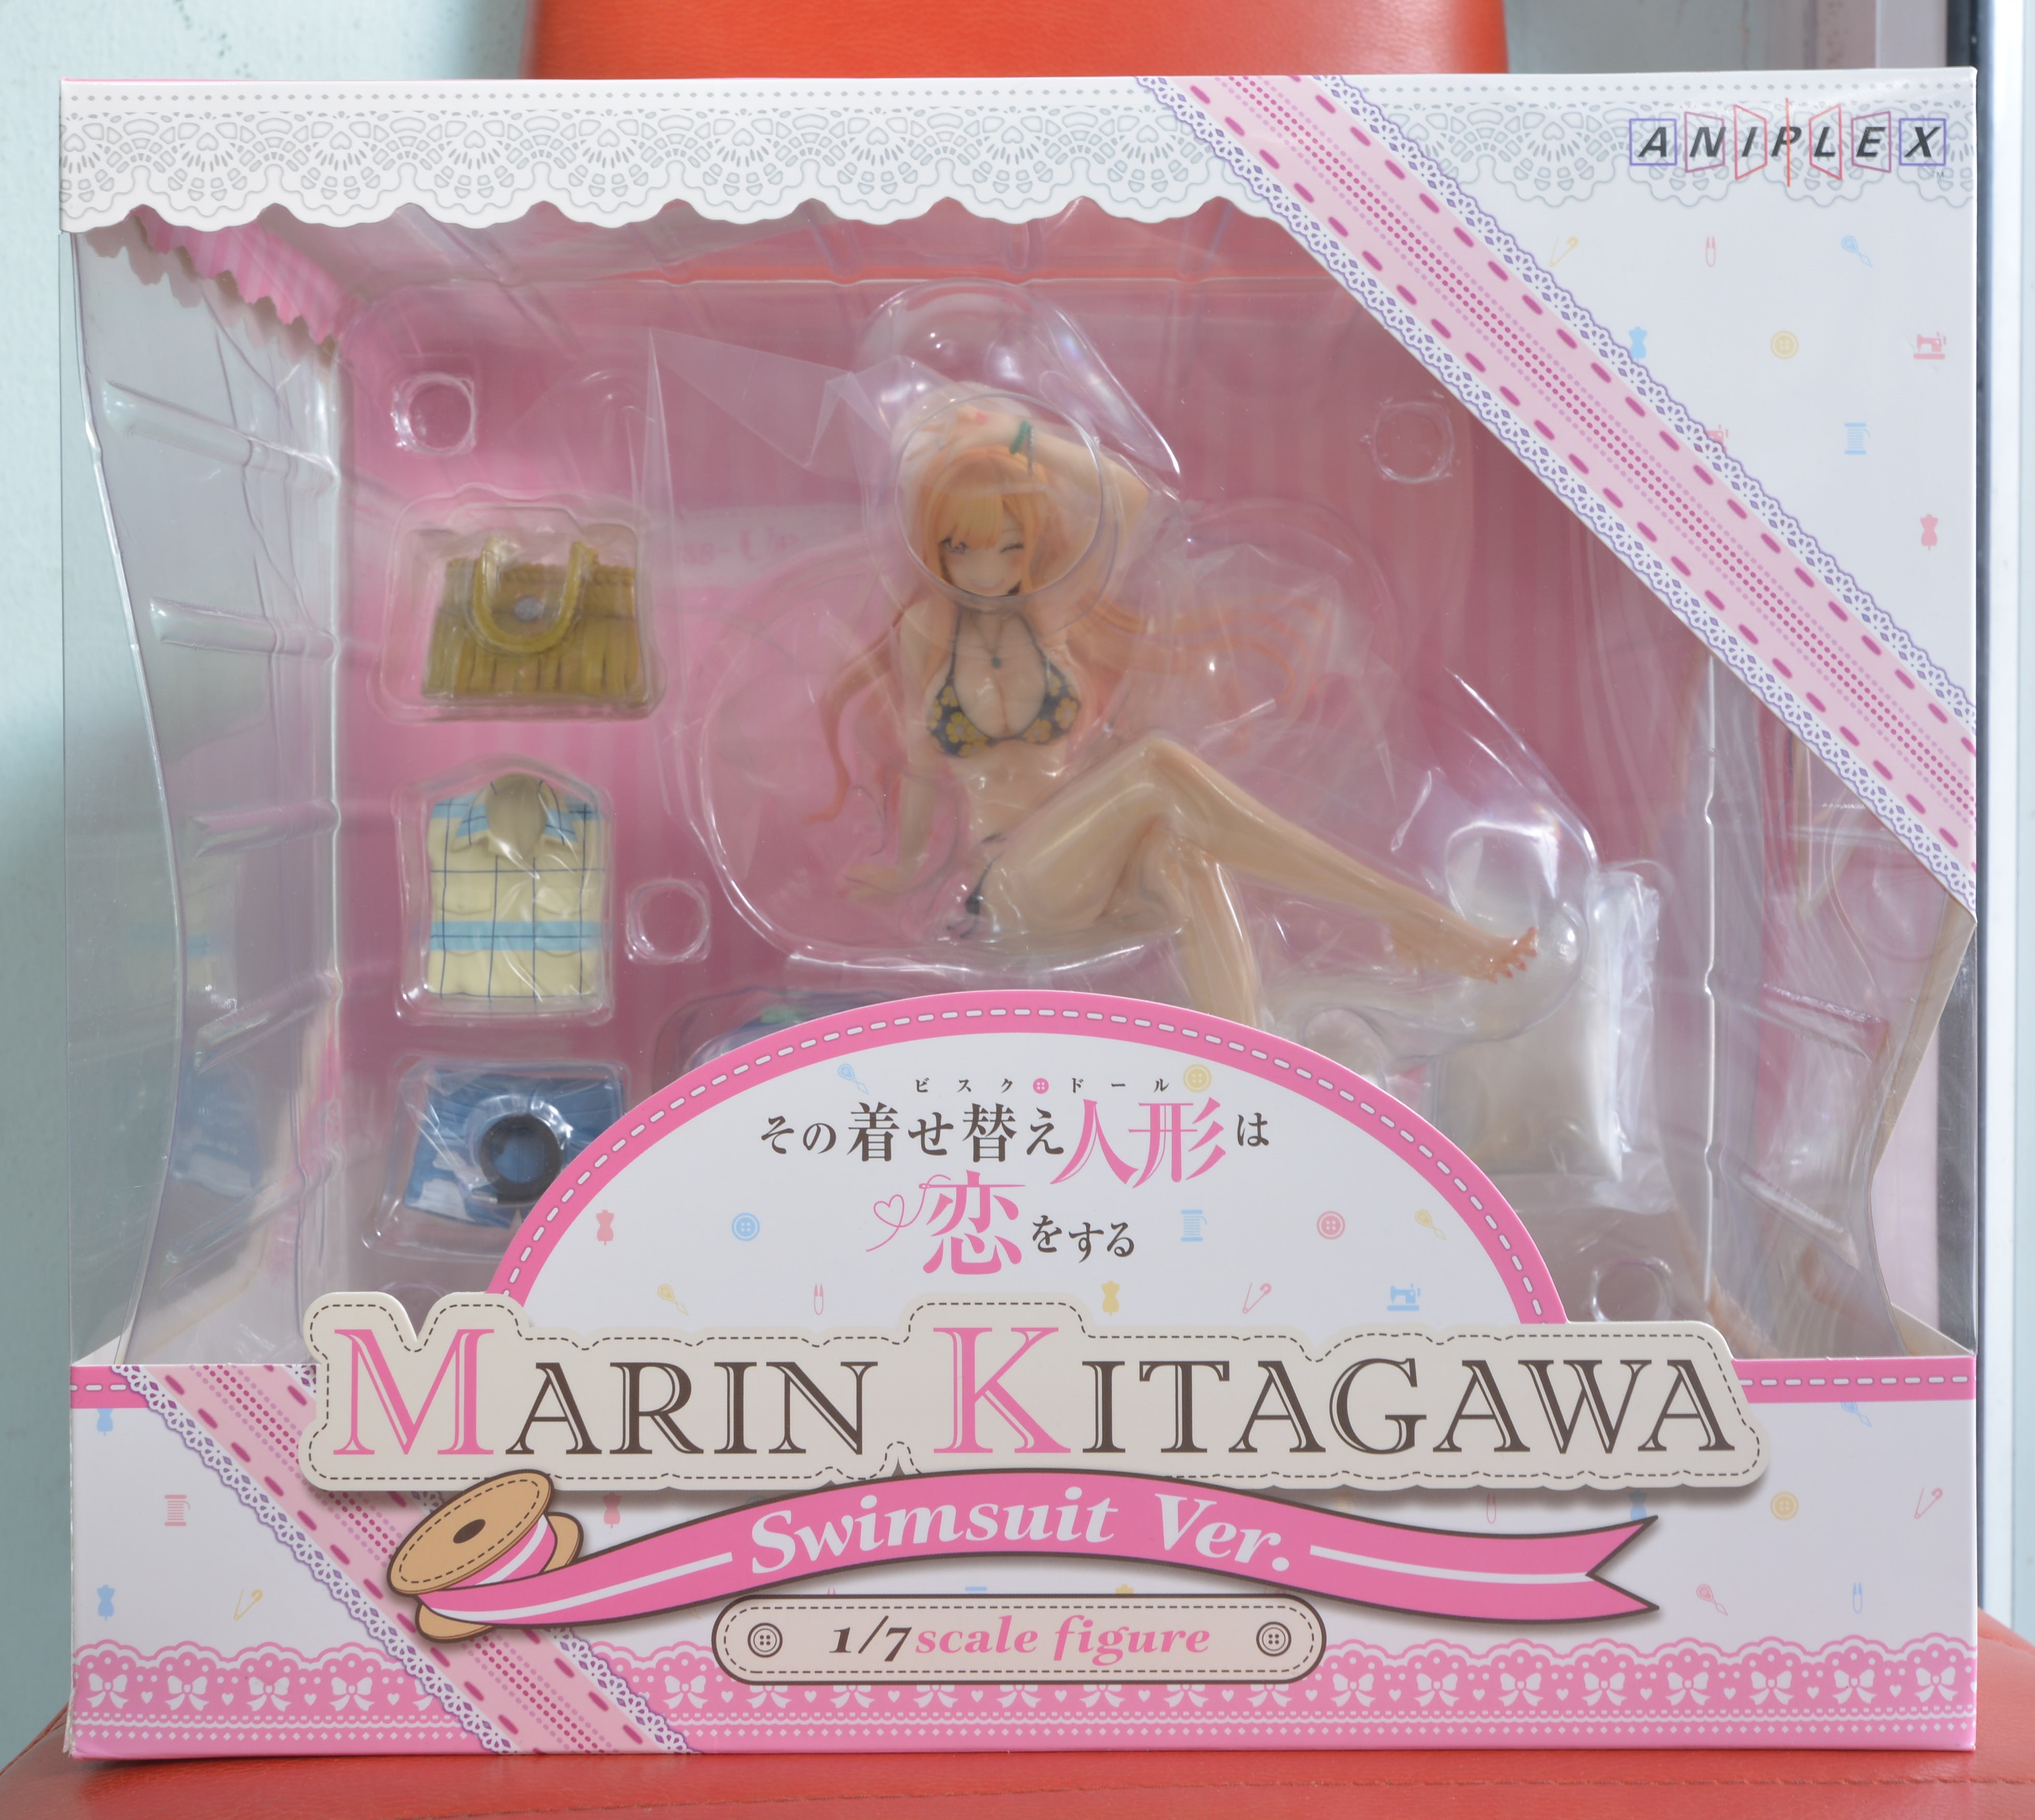 ANIPLEX
ビスク・ドール
その着せ替え人形は
恋をする
MARIN KITAGAWA
Swimsuit Ver.
1/7 scale figure